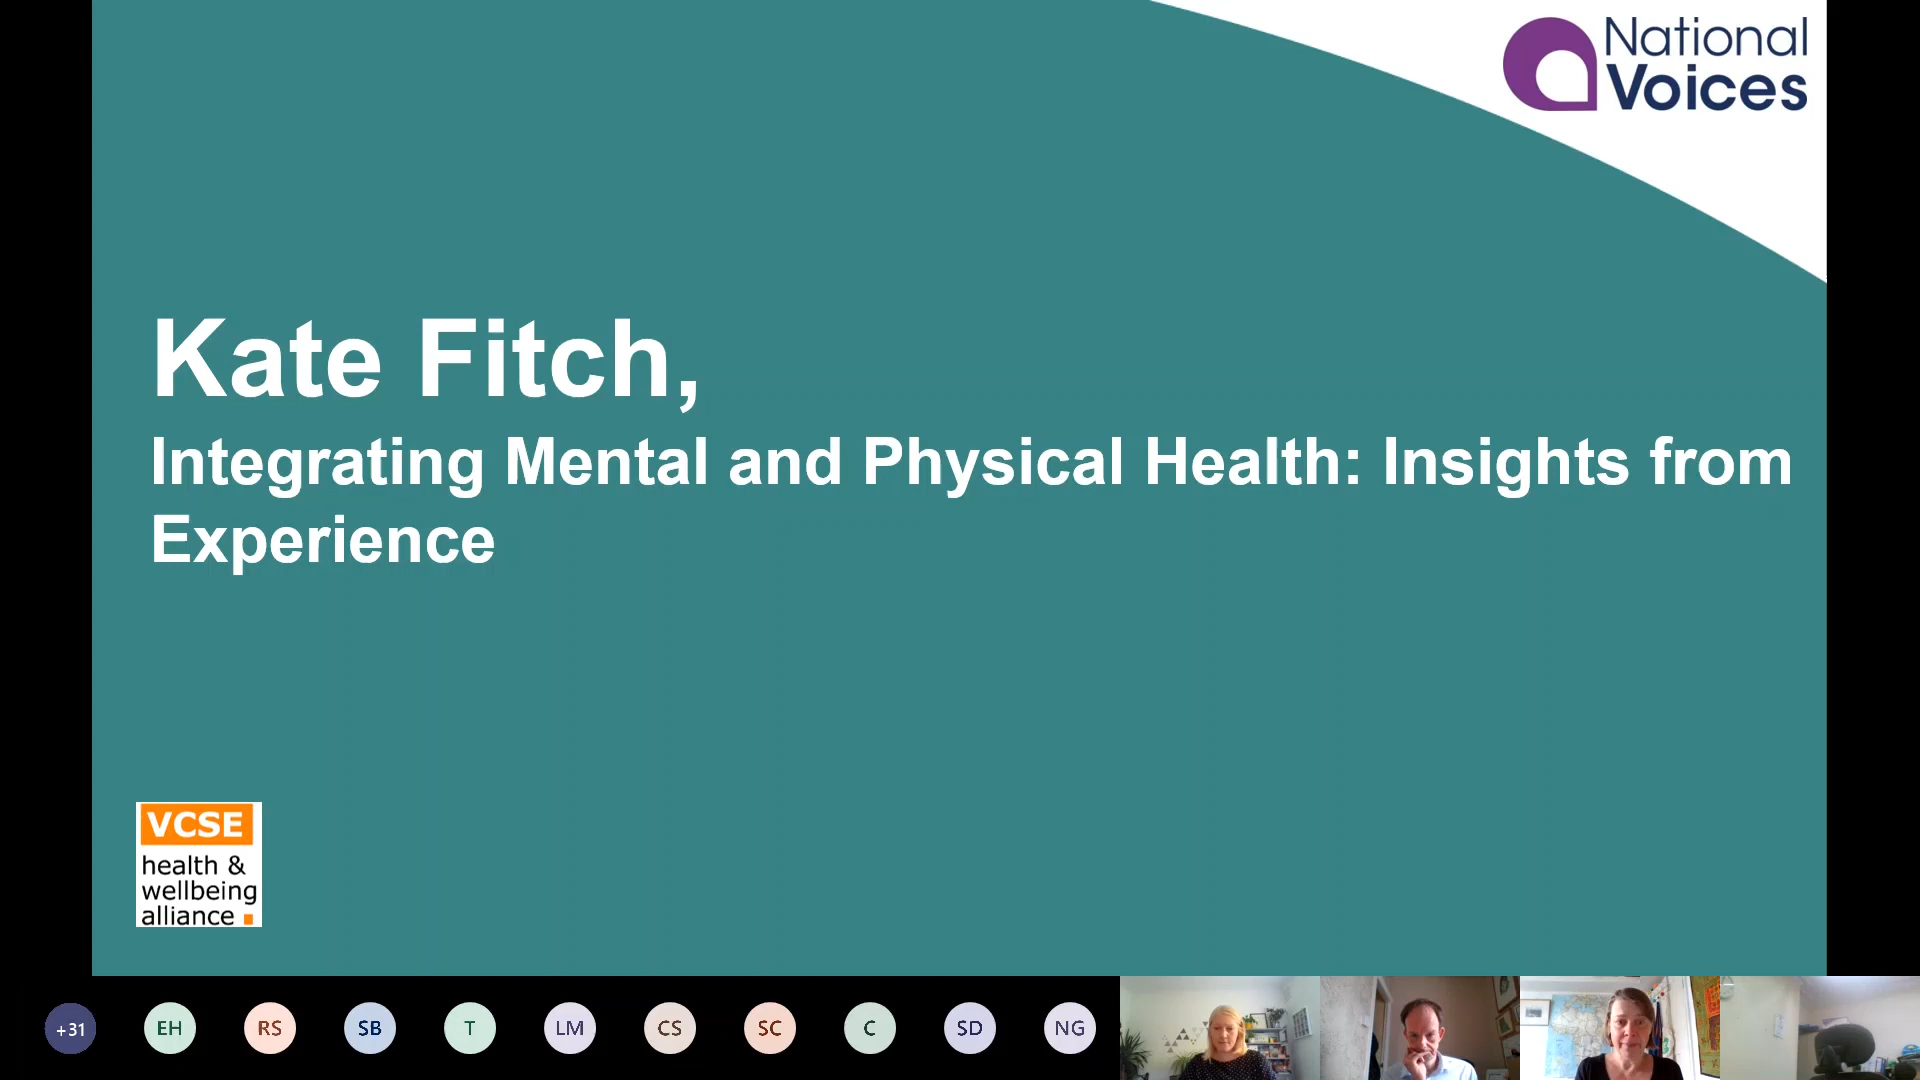 National
Voices
Kate Fitch,
Integrating Mental and Physical Health: Insights from
Experience
VCSE
health &
wellbeing
alliance
+31 EH RS SB T LM CS SC C SD NG